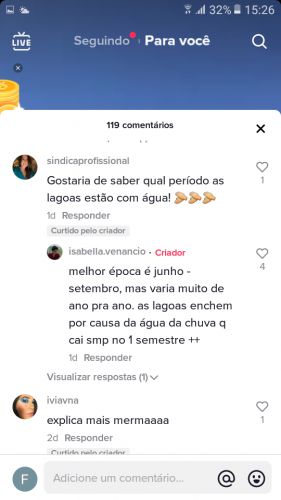 32% 15:26
LIVE
Seguindo Para você
119 comentários
sindicaprofissional
Gostaria de saber qual período as
lagoas estão com água! 👏🏼👏🏼👏🏼
1
1d Responder
Curtido pelo criador
isabella.venancio · Criador
melhor época é junho -
setembro, mas varia muito de
ano pra ano. as lagoas enchem
por causa da água da chuva q
cai smp no 1 semestre ++
4
1d Responder
Visualizar respostas (1)
iviavna
explica mais mermaaaa
1
2d Responder
Curtido pelo criador
F Adicione um comentário... @